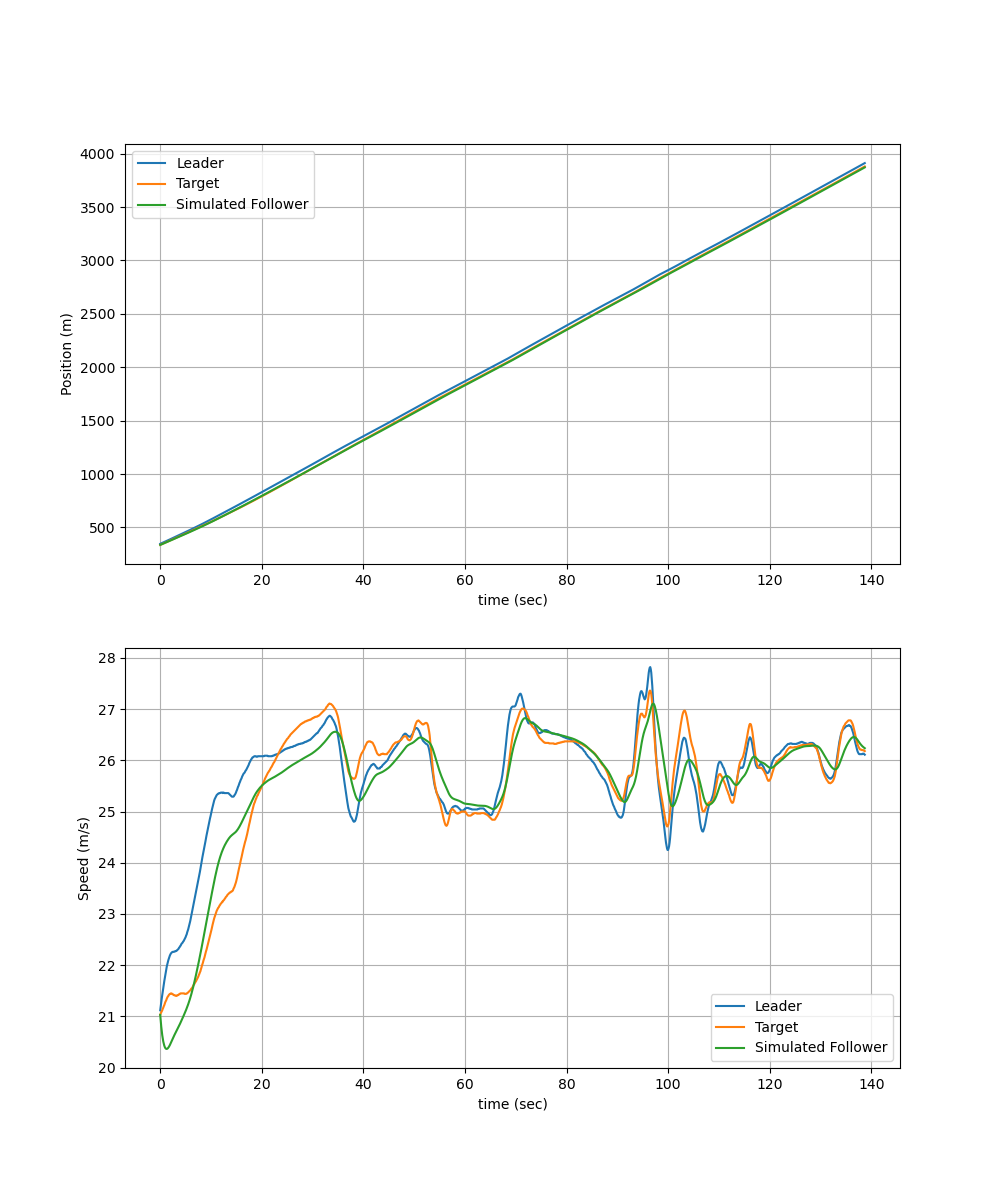 4000
3500
3000
2500
2000
1500
1000
500
Position (m)
Leader
Target
Simulated Follower
0 20 40 60 80 100 120 140
time (sec)
28
27
26
25
24
23
22
21
20
Speed (m/s)
Leader
Target
Simulated Follower
0 20 40 60 80 100 120 140
time (sec)